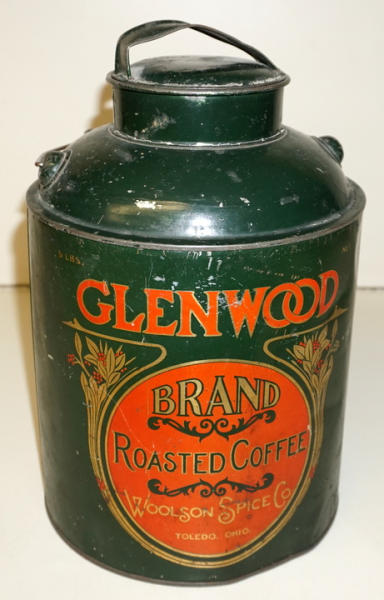 5 LBS.
GLENWOOD
BRAND
ROASTED COFFEE
WOOLSON SPICE CO
TOLEDO. OHIO.